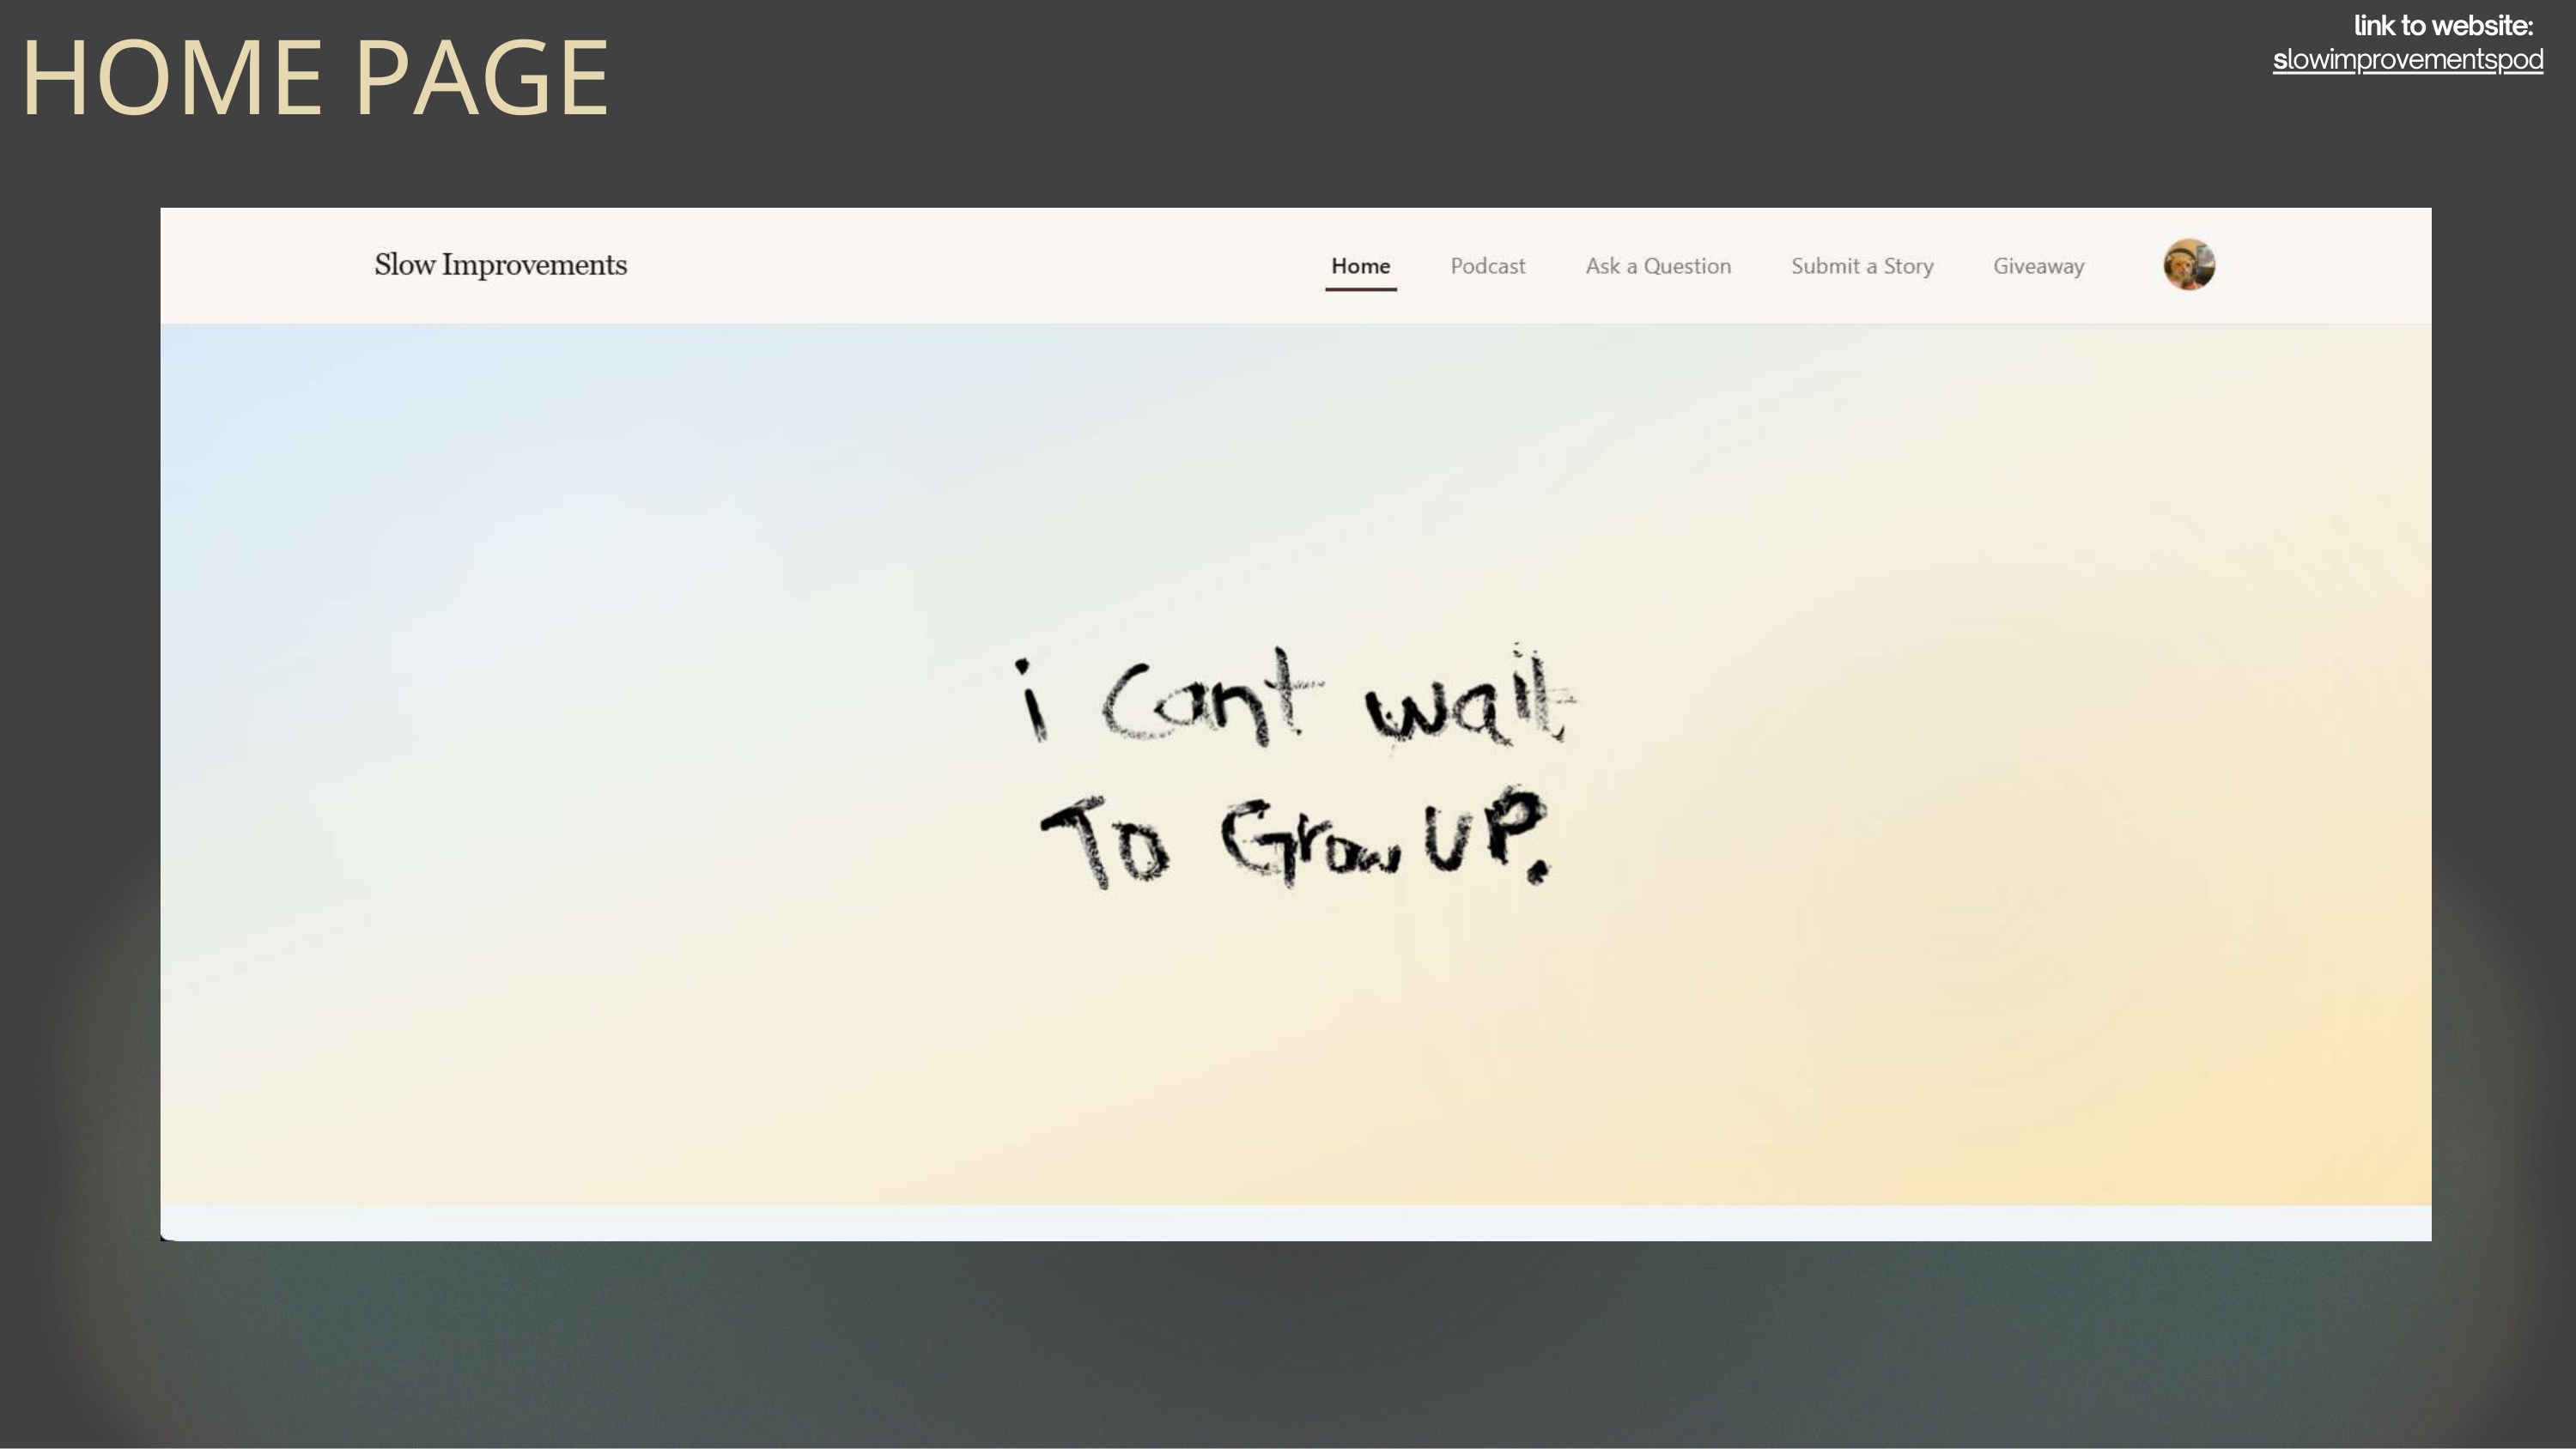 HOME PAGE
link to website:
slowimprovementspod
Slow Improvements
Home Podcast Ask a Question Submit a Story Giveaway
i cant wait
To Grow UP.